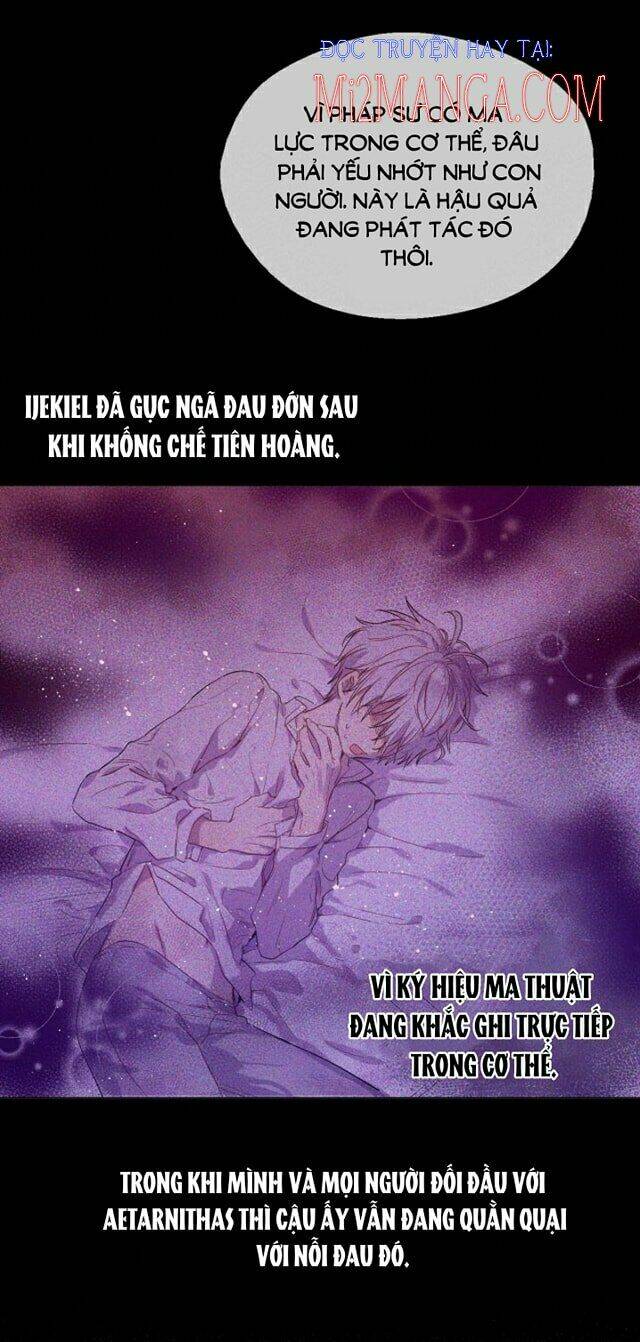 ĐỌC TRUYỆN HAY TẠI:
MI2MANGA.COM
VÌ PHÁP SƯ CÓ MA
LỰC TRONG CƠ THỂ, ĐÂU
PHẢI YẾU NHỚT NHƯ CON
NGƯỜI. NÀY LÀ HẬU QUẢ
ĐANG PHÁT TÁC ĐÓ
THÔI.
IJEKIEL ĐÃ GỤC NGÃ ĐAU ĐỚN SAU
KHI KHỐNG CHẾ TIÊN HOÀNG.
VÌ KÝ HIỆU MA THUẬT
ĐANG KHẮC GHI TRỰC TIẾP
TRONG CƠ THỂ.
TRONG KHI MÌNH VÀ MỌI NGƯỜI ĐỐI ĐẦU VỚI
AETARNITHAS THÌ CẬU ẤY VẪN ĐANG QUẰN QUẠI
VỚI NỖI ĐAU ĐÓ.